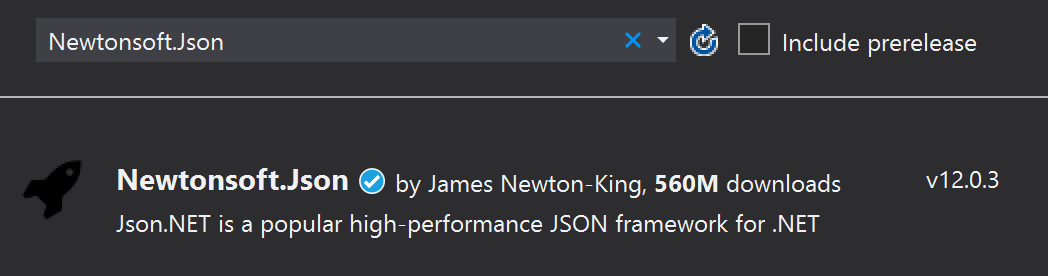 Newtonsoft.Json
Include prerelease
Newtonsoft.Json by James Newton-King, 560M downloads
v12.0.3
Json.NET is a popular high-performance JSON framework for .NET